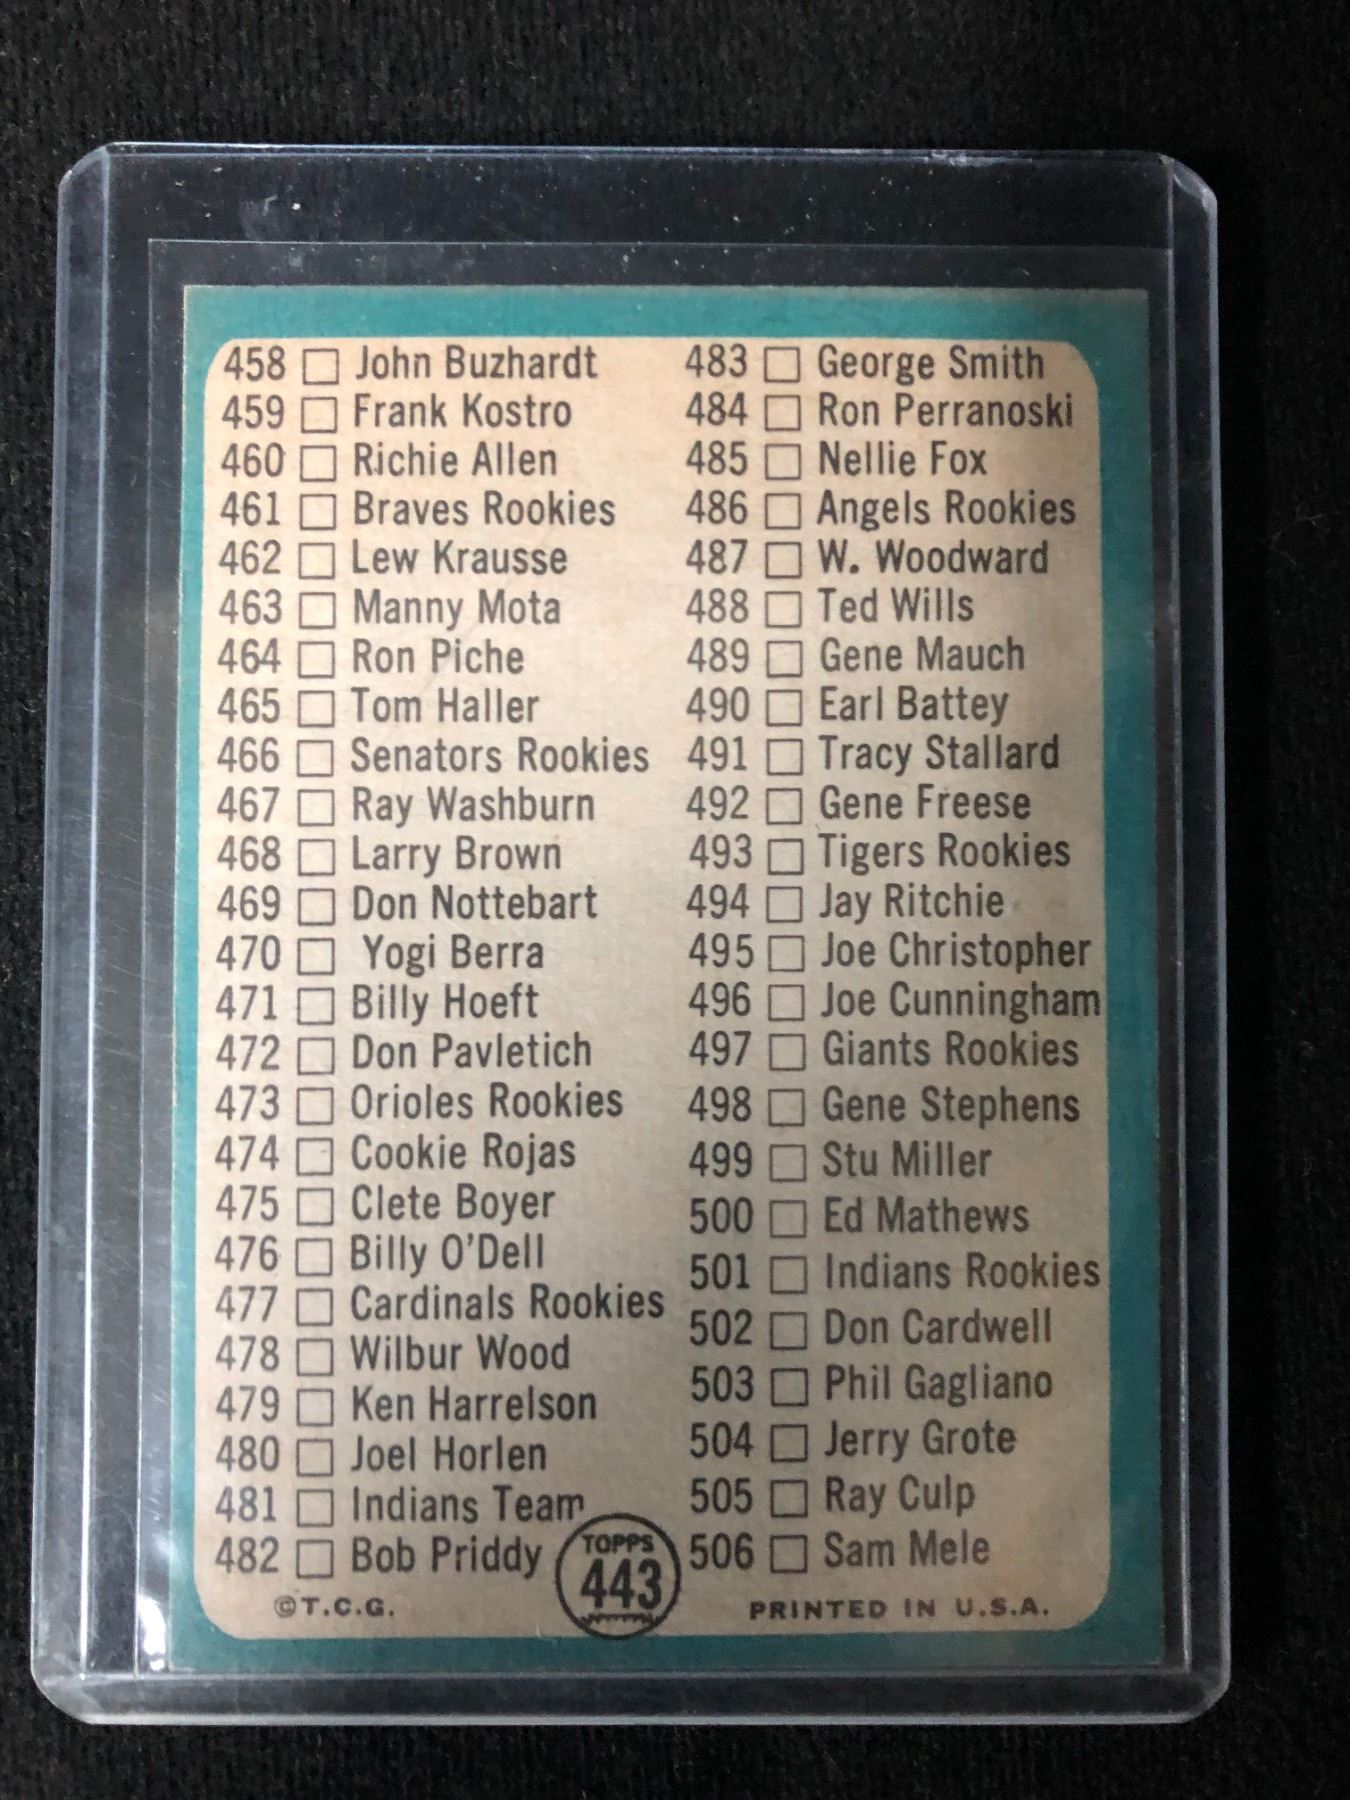 458 □ John Buzhardt
459 □ Frank Kostro
460 □ Richie Allen
461 □ Braves Rookies
462 □ Lew Krausse
463 □ Manny Mota
464 □ Ron Piche
465 □ Tom Haller
466 □ Senators Rookies
467 □ Ray Washburn
468 □ Larry Brown
469 □ Don Nottebart
470 □ Yogi Berra
471 □ Billy Hoeft
472 □ Don Pavletich
473 □ Orioles Rookies
474 □ Cookie Rojas
475 □ Clete Boyer
476 □ Billy O'Dell
477 □ Cardinals Rookies
478 □ Wilbur Wood
479 □ Ken Harrelson
480 □ Joel Horlen
481 □ Indians Team
482 □ Bob Priddy
483 □ George Smith
484 □ Ron Perranoski
485 □ Nellie Fox
486 □ Angels Rookies
487 □ W. Woodward
488 □ Ted Wills
489 □ Gene Mauch
490 □ Earl Battey
491 □ Tracy Stallard
492 □ Gene Freese
493 □ Tigers Rookies
494 □ Jay Ritchie
495 □ Joe Christopher
496 □ Joe Cunningham
497 □ Giants Rookies
498 □ Gene Stephens
499 □ Stu Miller
500 □ Ed Mathews
501 □ Indians Rookies
502 □ Don Cardwell
503 □ Phil Gagliano
504 □ Jerry Grote
505 □ Ray Culp
506 □ Sam Mele
TOPPS
443
©T.C.G.
PRINTED IN U.S.A.